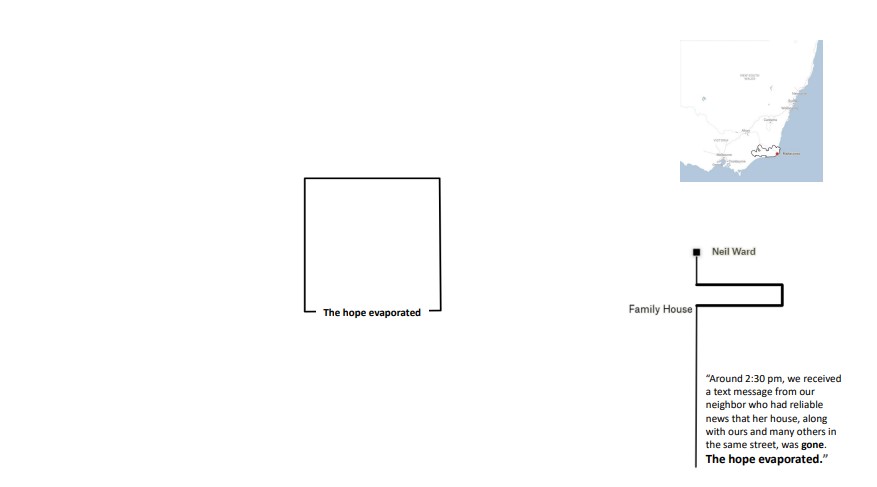 NEW SOUTH
WALES
The hope evaporated
Neil Ward
Family House
“Around 2:30 pm, we received
a text message from our
neighbor who had reliable
news that her house, along
with ours and many others in
the same street, was gone.
The hope evaporated.”